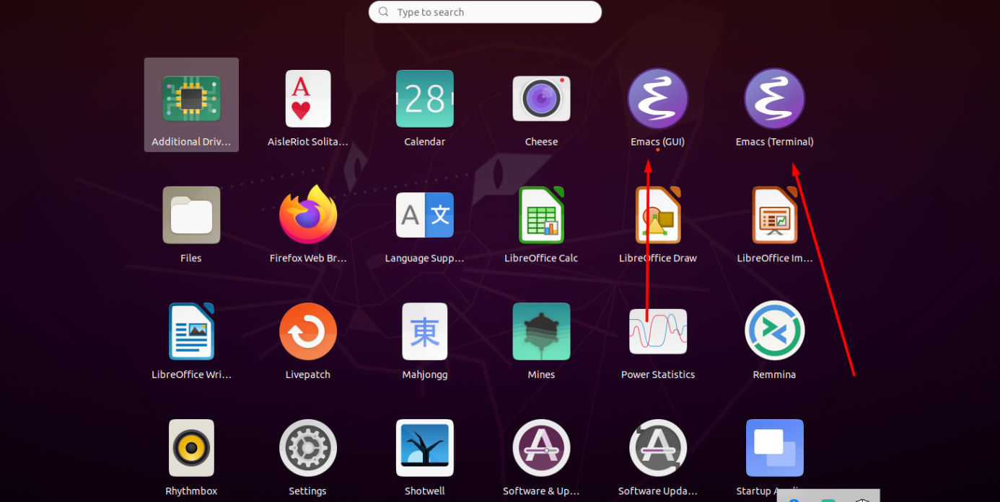 Type to search
A
28
Additional Driv...
AisleRiot Solita...
Calendar
Cheese
Emacs (GUI)
Emacs (Terminal)
A 文
Files
Firefox Web Br...
Language Supp...
LibreOffice Calc
LibreOffice Draw
LibreOffice Im...
東
LibreOffice Wri...
Livepatch
Mahjongg
Mines
Power Statistics
Remmina
Rhythmbox
Settings
Shotwell
Software & Up...
Software Upda...
Startup